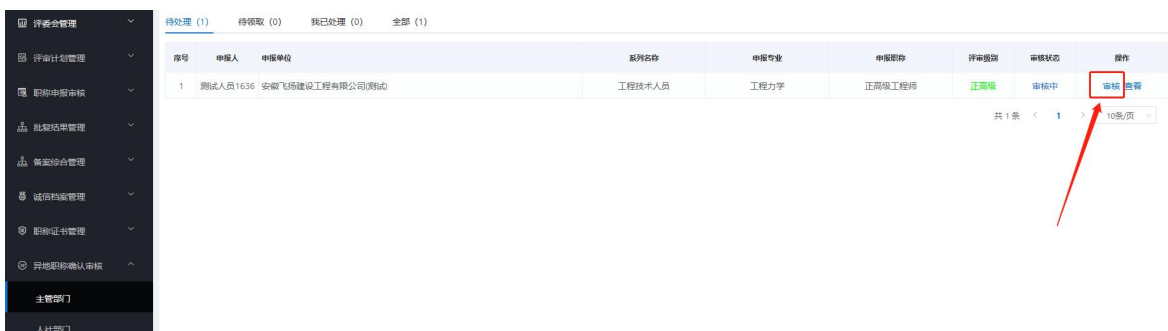 评委会管理
评审计划管理
职称申报审核
批复结果管理
备案综合管理
诚信档案管理
职称证书管理
异地职称确认审核
主管部门
人社部门
待处理 (1) 待领取 (0) 我已处理 (0) 全部 (1)
序号 申报人 申报单位 系列名称 申报专业 申报职称 评审级别 审核状态 操作
1 测试人员1636 安徽飞扬建设工程有限公司(测试) 工程技术人员 工程力学 正高级工程师 正高级 审核中 审核 查看
共 1 条 < 1 > 10条/页